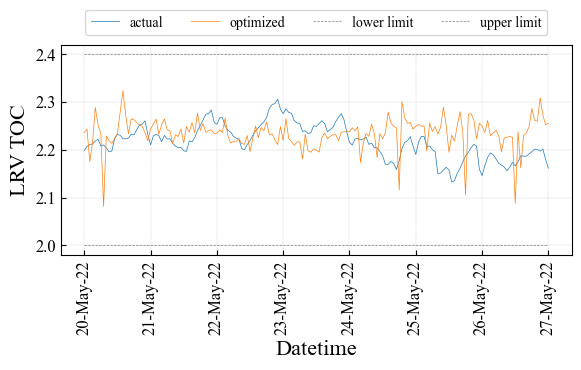 actual optimized lower limit upper limit
LRV TOC
2.4
2.3
2.2
2.1
2.0
20-May-22 21-May-22 22-May-22 23-May-22 24-May-22 25-May-22 26-May-22 27-May-22
Datetime